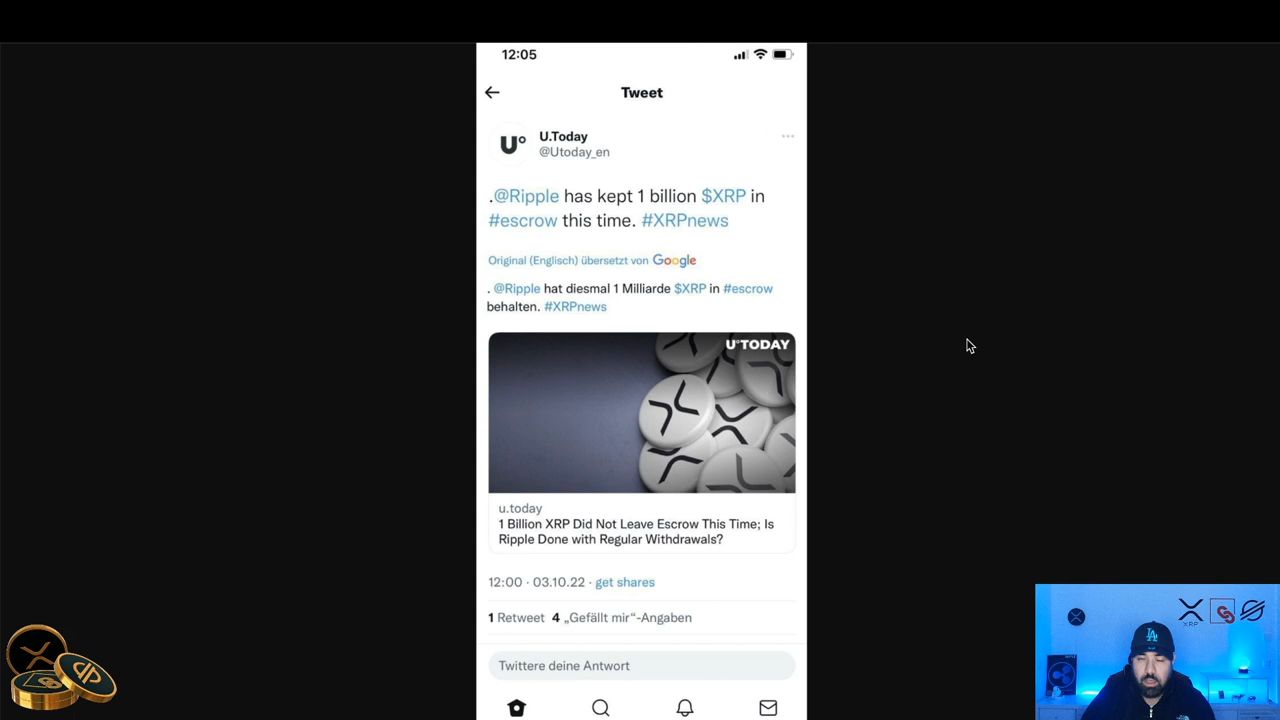 12:05
Tweet
U°
U.Today
@Utoday_en
.@Ripple has kept 1 billion $XRP in
#escrow this time. #XRPnews
Original (Englisch) übersetzt von Google
. @Ripple hat diesmal 1 Milliarde $XRP in #escrow
behalten. #XRPnews
U°TODAY
u.today
1 Billion XRP Did Not Leave Escrow This Time; Is
Ripple Done with Regular Withdrawals?
12:00 · 03.10.22 · get shares
1 Retweet 4 „Gefällt mir“-Angaben
Twittere deine Antwort
XRP
LA